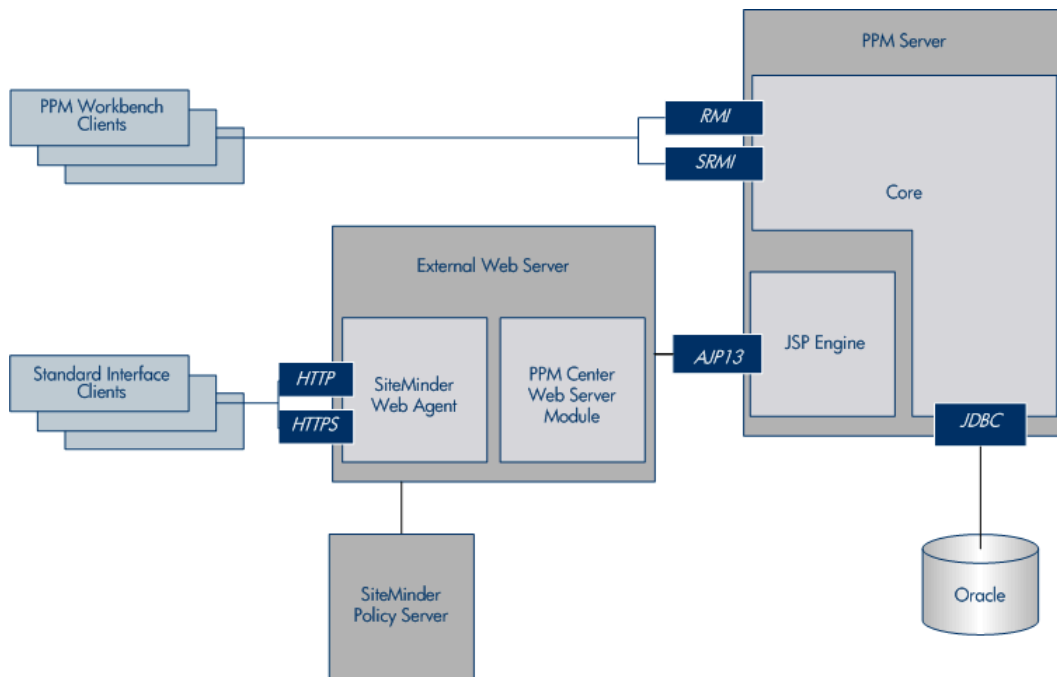 PPM Server
PPM Workbench
Clients
RMI
SRMI
Core
External Web Server
Standard Interface
Clients
HTTP
HTTPS
SiteMinder
Web Agent
PPM Center
Web Server
Module
AJP13
JSP Engine
JDBC
SiteMinder
Policy Server
Oracle